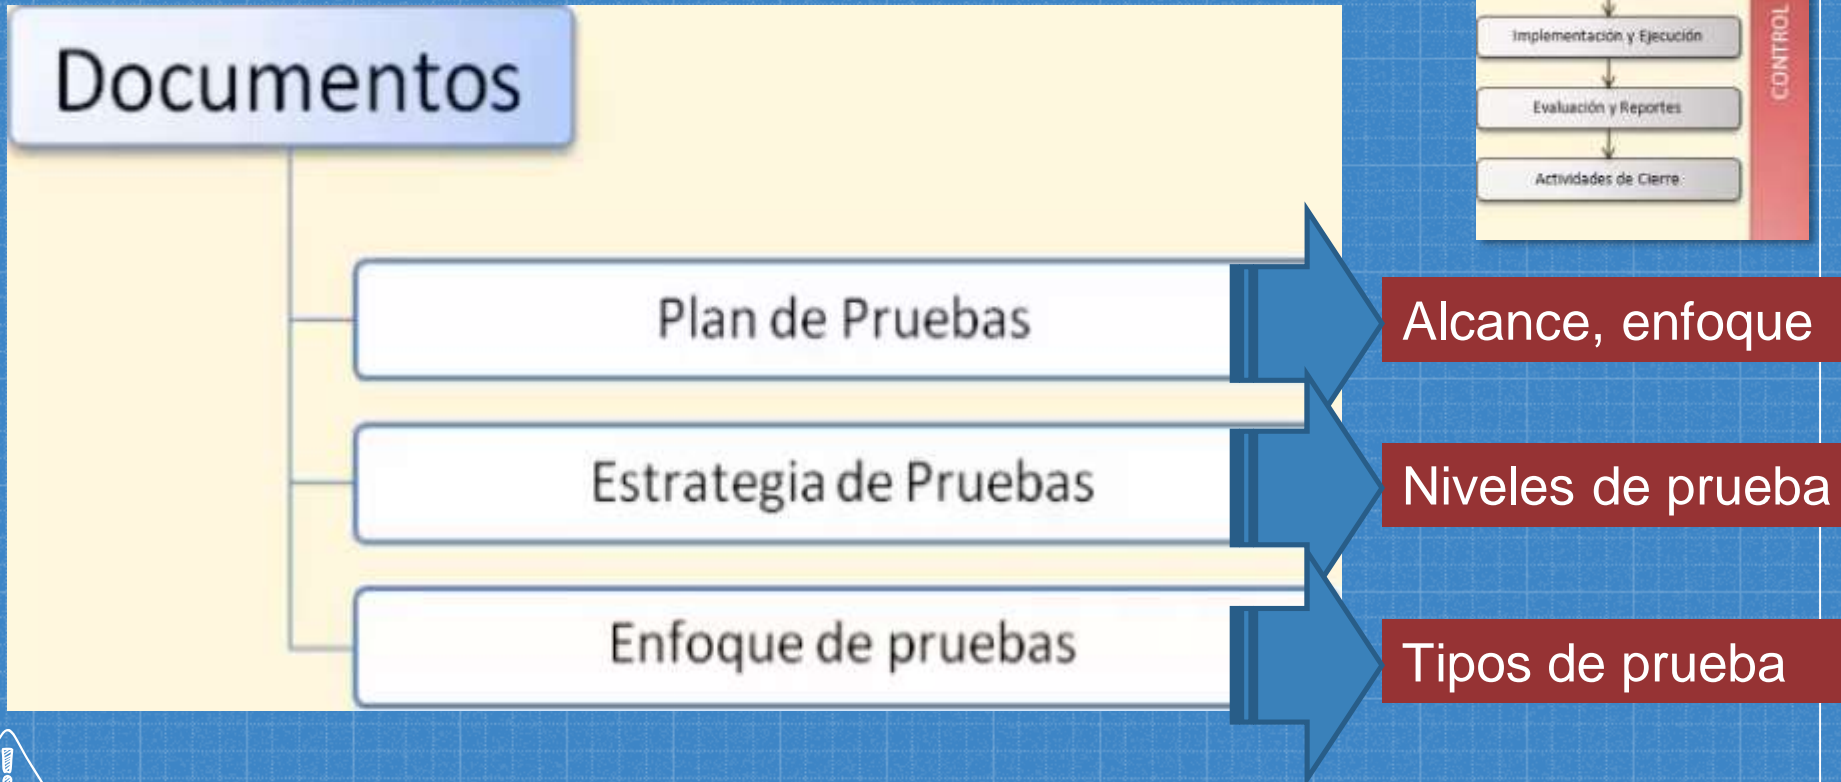 Documentos
Implementación y Ejecución
Evaluación y Reportes
Actividades de Cierre
CONTROL
Plan de Pruebas
Alcance, enfoque
Estrategia de Pruebas
Niveles de prueba
Enfoque de pruebas
Tipos de prueba